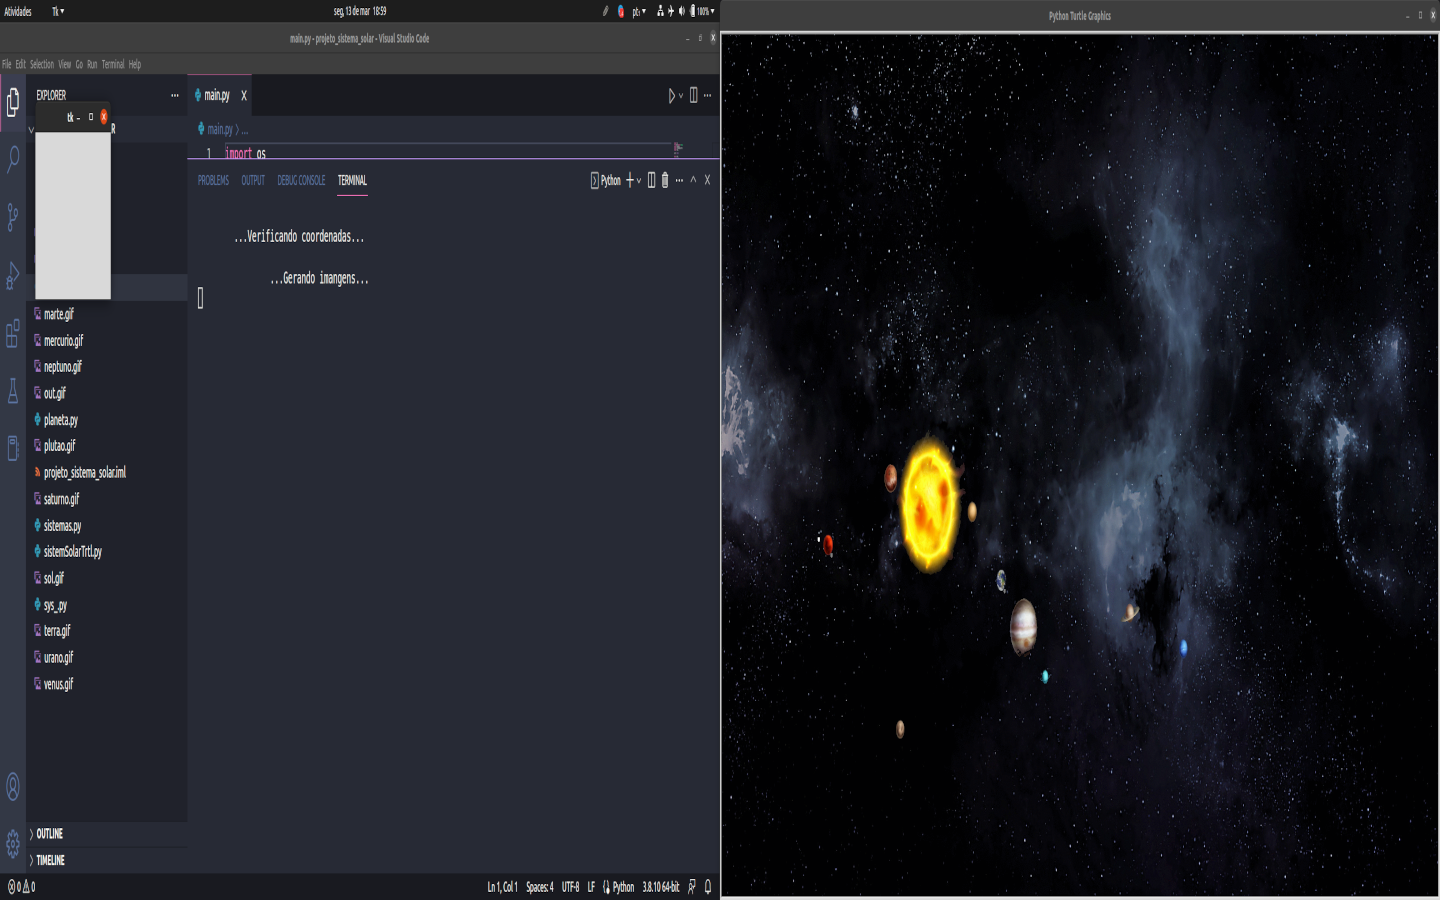 Atividades Tk seg, 13 de mar 18:59 pt₁ 100%
main.py - projeto_sistema_solar - Visual Studio Code
Python Turtle Graphics
File Edit Selection View Go Run Terminal Help
EXPLORER ...
main.py X
tk
R
main.py > ...
1 import os
PROBLEMS OUTPUT DEBUG CONSOLE TERMINAL
Python
...Verificando coordenadas...
...Gerando imangens...
marte.gif
mercurio.gif
neptuno.gif
out.gif
planeta.py
plutao.gif
projeto_sistema_solar.iml
saturno.gif
sistemas.py
sistemSolarTrtl.py
sol.gif
sys_.py
terra.gif
urano.gif
venus.gif
OUTLINE
TIMELINE
0 0 Ln 1, Col 1 Spaces: 4 UTF-8 LF Python 3.8.10 64-bit